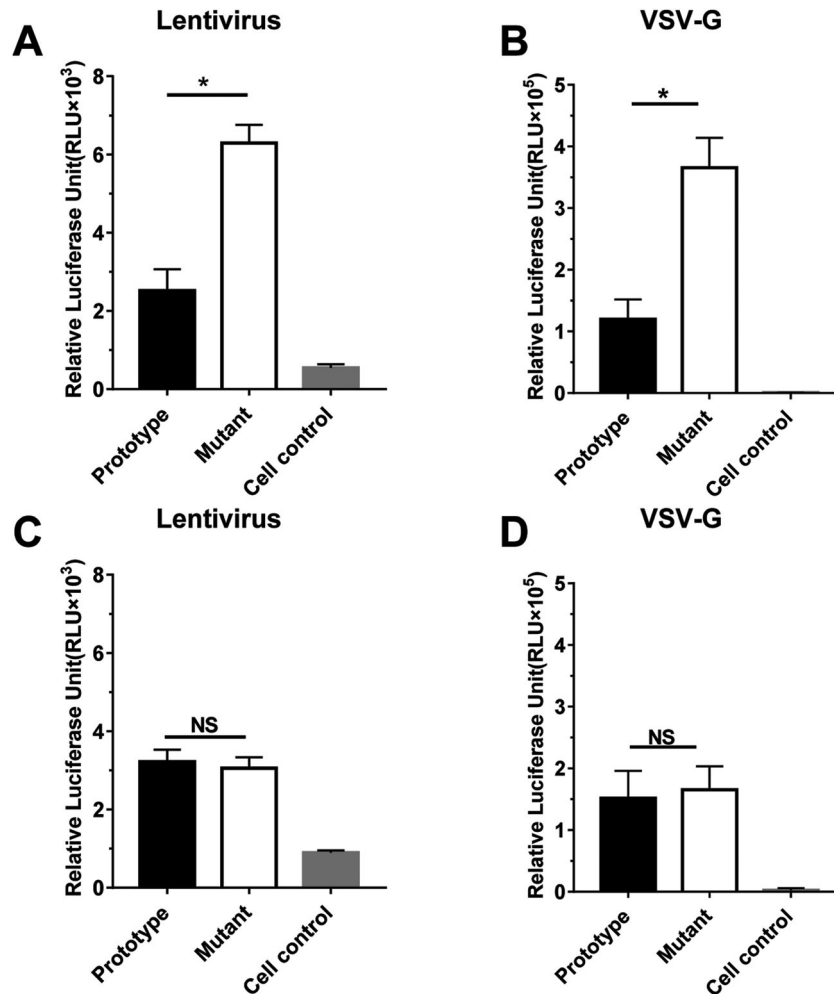 A
Lentivirus
Relative Luciferase Unit(RLU×10³)
8
6
4
2
0
*
Prototype
Mutant
Cell control
B
VSV-G
Relative Luciferase Unit(RLU×10⁵)
5
4
3
2
1
0
*
Prototype
Mutant
Cell control
C
Lentivirus
Relative Luciferase Unit(RLU×10³)
8
6
4
2
0
NS
Prototype
Mutant
Cell control
D
VSV-G
Relative Luciferase Unit(RLU×10⁵)
5
4
3
2
1
0
NS
Prototype
Mutant
Cell control